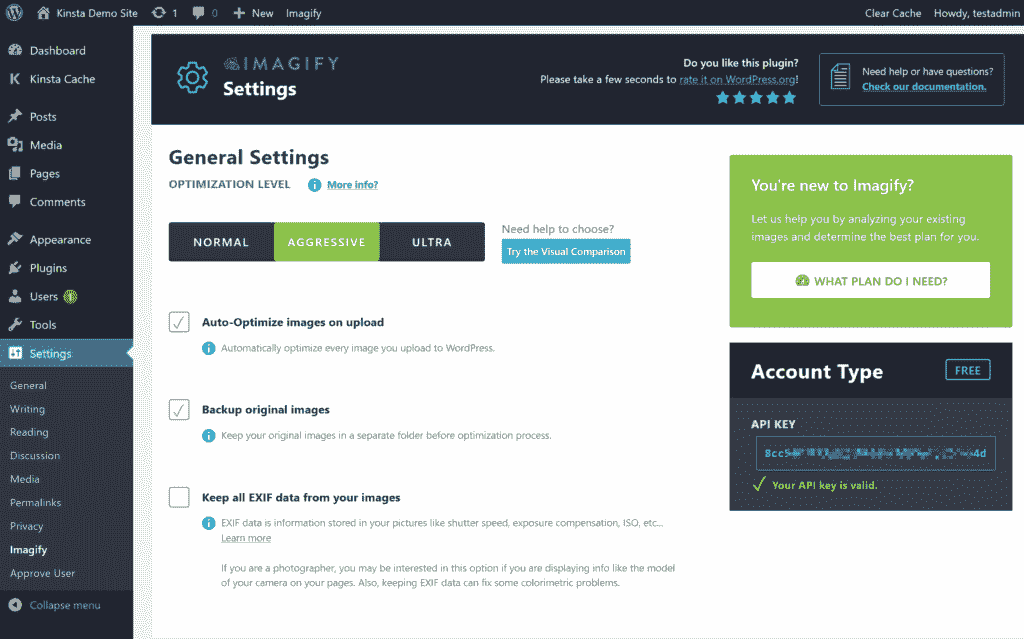 Kinsta Demo Site 1 0 New Imagify Clear Cache Howdy, testadmin
Dashboard
Kinsta Cache
Posts
Media
Pages
Comments
Appearance
Plugins
Users 1
Tools
Settings
General
Writing
Reading
Discussion
Media
Permalinks
Privacy
Imagify
Approve User
Collapse menu
IMAGIFY
Settings
Do you like this plugin?
Please take a few seconds to rate it on WordPress.org!
Need help or have questions?
Check our documentation.
General Settings
OPTIMIZATION LEVEL More info?
NORMAL AGGRESSIVE ULTRA
Need help to choose?
Try the Visual Comparison
Auto-Optimize images on upload
Automatically optimize every image you upload to WordPress.
Backup original images
Keep your original images in a separate folder before optimization process.
Keep all EXIF data from your images
EXIF data is information stored in your pictures like shutter speed, exposure compensation, ISO, etc...
Learn more
If you are a photographer, you may be interested in this option if you are displaying info like the model
of your camera on your pages. Also, keeping EXIF data can fix some colorimetric problems.
You're new to Imagify?
Let us help you by analyzing your existing
images and determine the best plan for you.
WHAT PLAN DO I NEED?
Account Type FREE
API KEY
Your API key is valid.